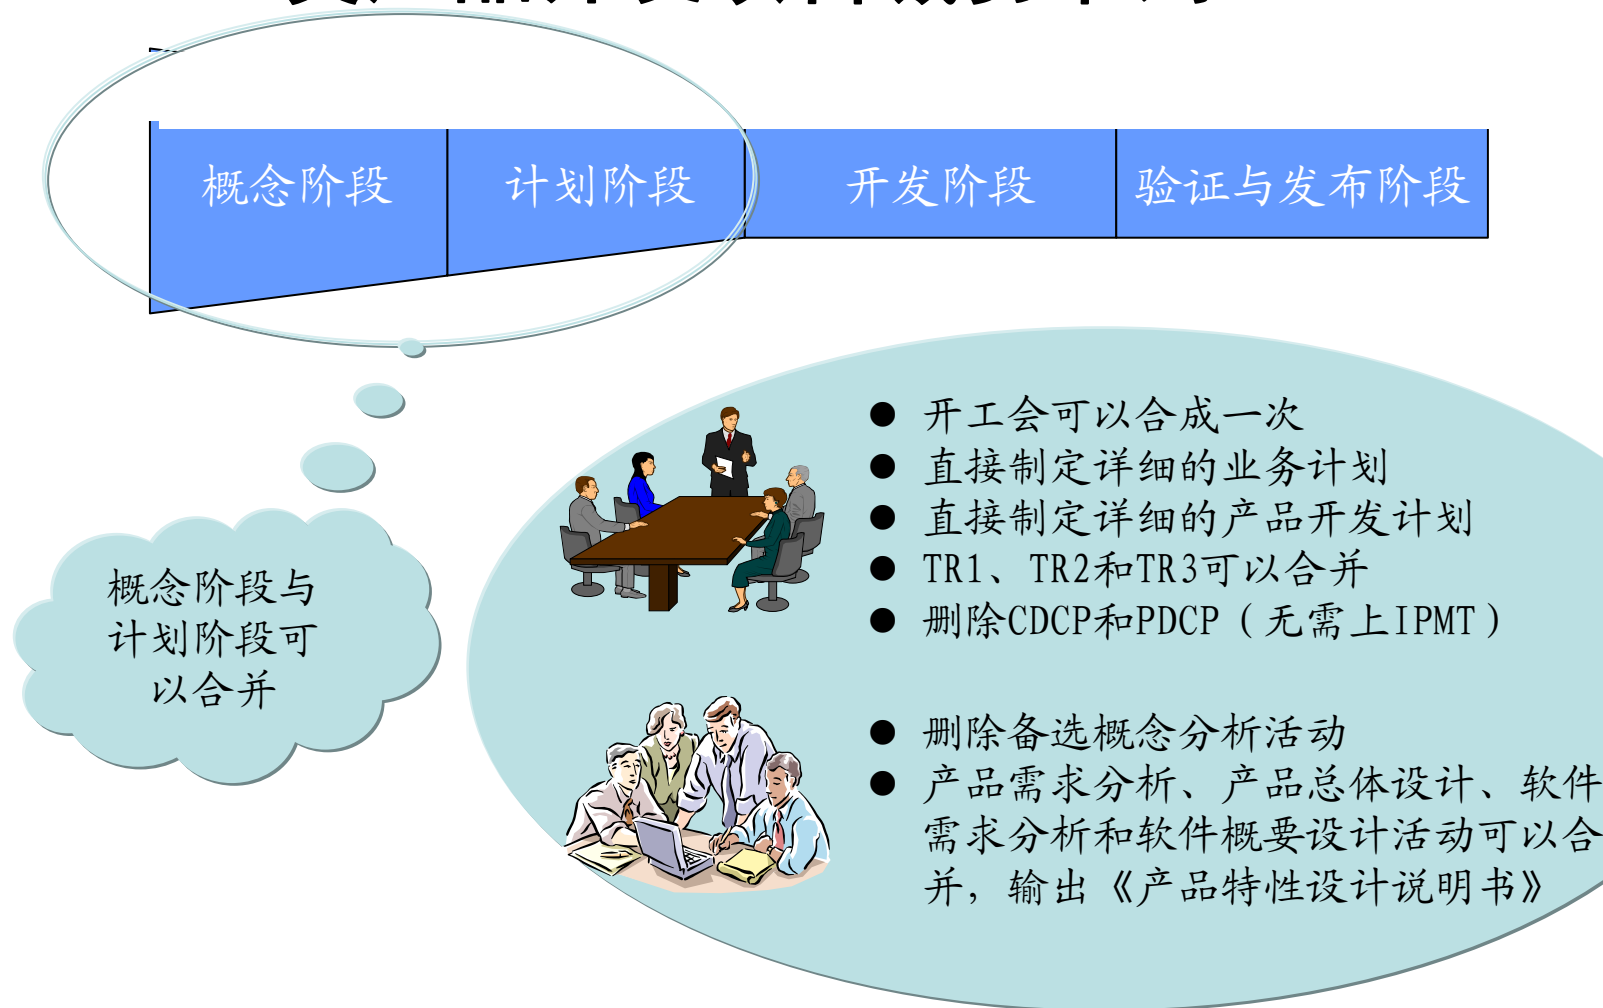 概念阶段
计划阶段
开发阶段
验证与发布阶段
概念阶段与
计划阶段可
以合并
● 开工会可以合成一次
● 直接制定详细的业务计划
● 直接制定详细的产品开发计划
● TR1、TR2和TR3可以合并
● 删除CDCP和PDCP（无需上IPMT）
● 删除备选概念分析活动
● 产品需求分析、产品总体设计、软件
需求分析和软件概要设计活动可以合
并，输出《产品特性设计说明书》